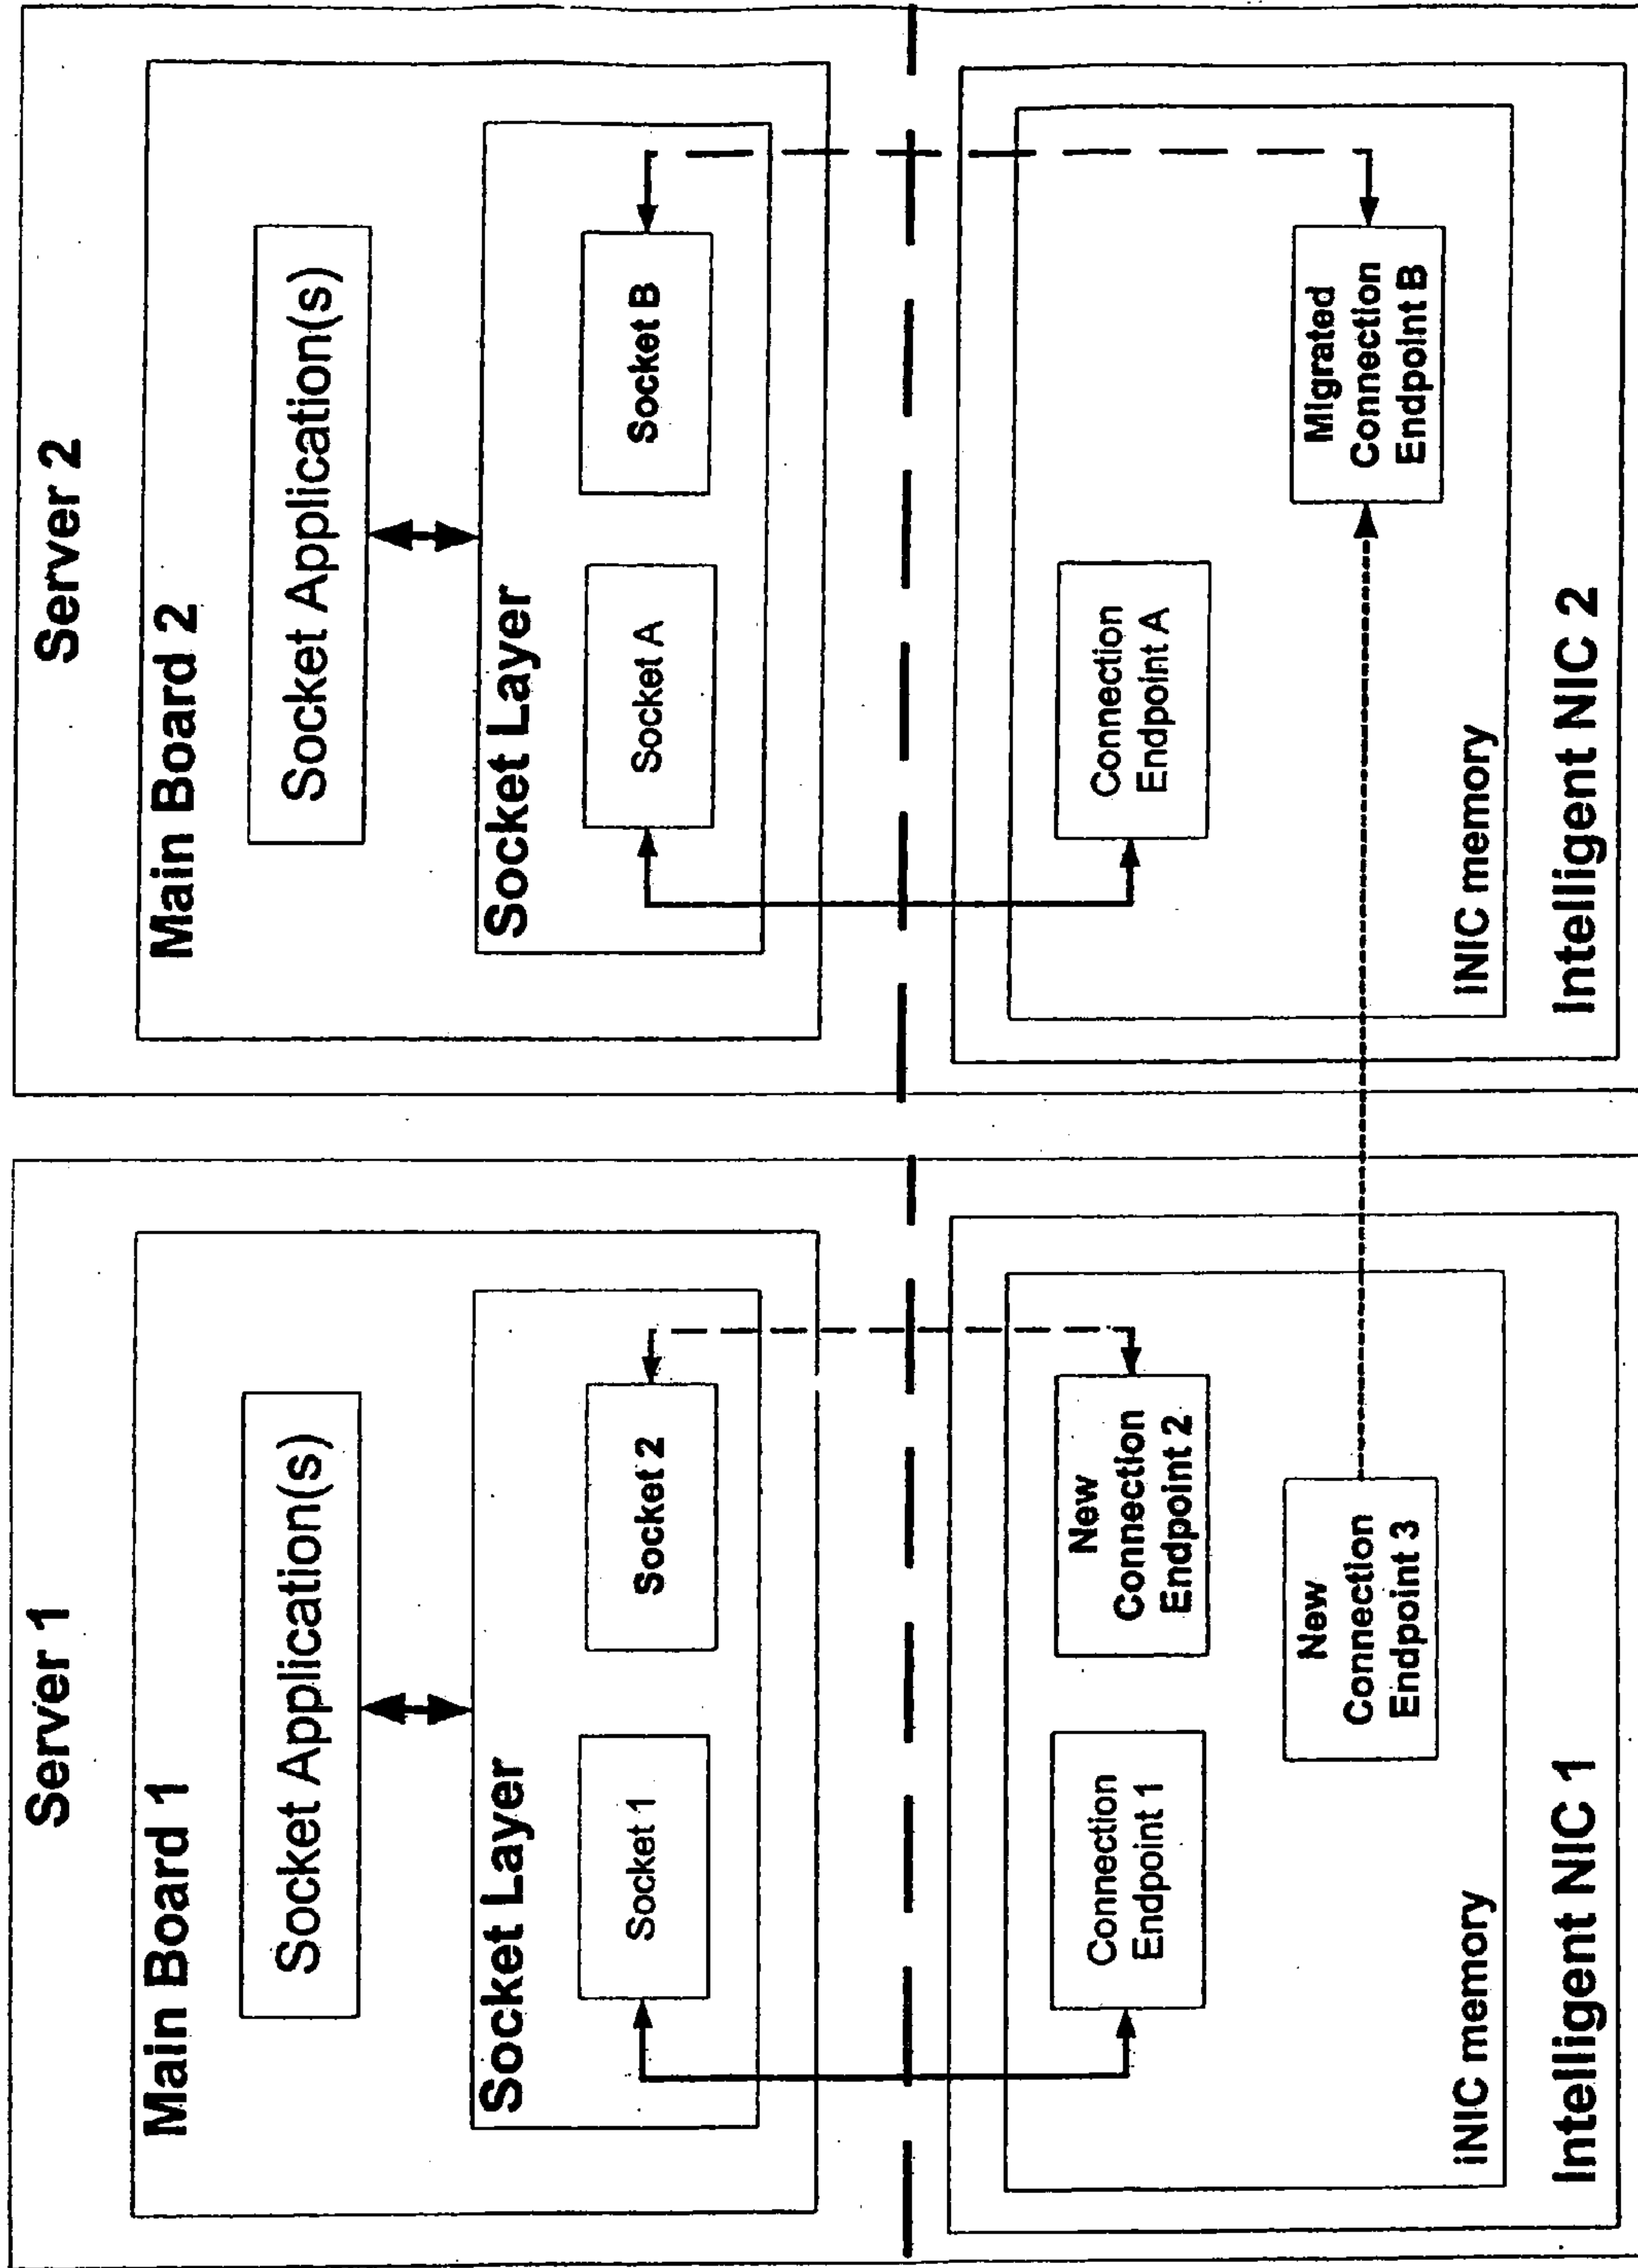 Server 1
Main Board 1
Socket Application(s)
Socket Layer
Socket 1
Socket 2
Connection
Endpoint 1
New
Connection
Endpoint 2
New
Connection
Endpoint 3
iNIC memory
Intelligent NIC 1
Server 2
Main Board 2
Socket Application(s)
Socket Layer
Socket A
Socket B
Connection
Endpoint A
Migrated
Connection
Endpoint B
iNIC memory
Intelligent NIC 2